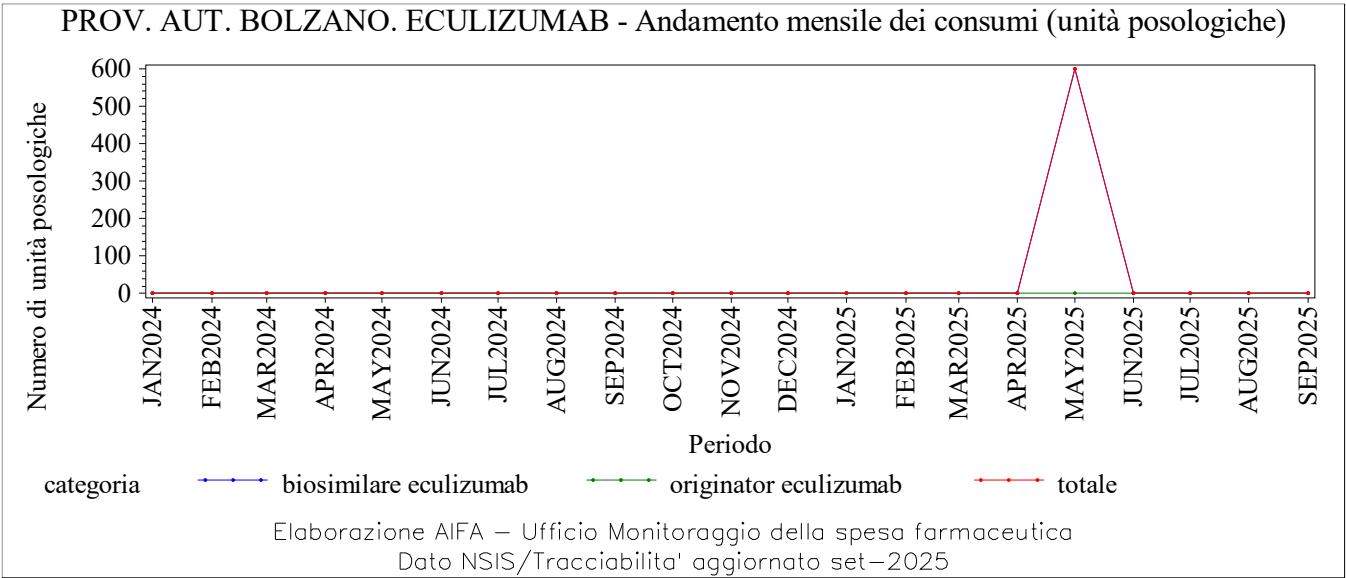 PROV. AUT. BOLZANO. ECULIZUMAB - Andamento mensile dei consumi (unità posologiche)
Numero di unità posologiche
600
500
400
300
200
100
0
JAN2024
FEB2024
MAR2024
APR2024
MAY2024
JUN2024
JUL2024
AUG2024
SEP2024
OCT2024
NOV2024
DEC2024
JAN2025
FEB2025
MAR2025
APR2025
MAY2025
JUN2025
JUL2025
AUG2025
SEP2025
Periodo
categoria biosimilare eculizumab originator eculizumab totale
Elaborazione AIFA – Ufficio Monitoraggio della spesa farmaceutica
Dato NSIS/Tracciabilita' aggiornato set–2025